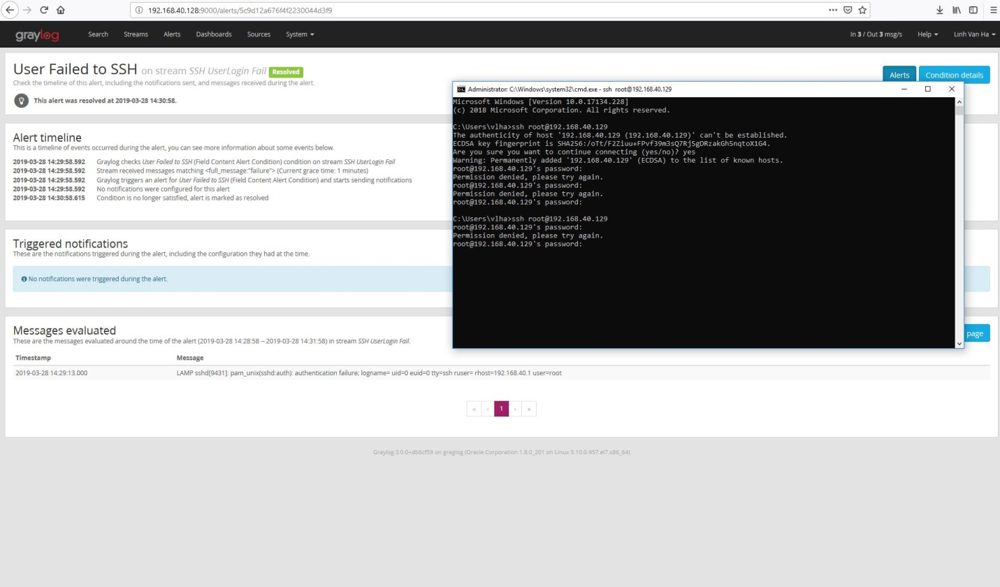 192.168.40.128:9000/alerts/5c9d12a676f4f2230044d3f9
graylog Search Streams Alerts Dashboards Sources System In 3 / Out 3 msg/s Help Linh Van Ha
User Failed to SSH on stream SSH UserLogin Fail Resolved
Check the timeline of this alert, including the notifications sent, and messages received during the alert.
Alerts Condition details
This alert was resolved at 2019-03-28 14:30:58.
Alert timeline
This is a timeline of events occurred during the alert, you can see more information about some events below.
2019-03-28 14:29:58.592 Graylog checks User Failed to SSH (Field Content Alert Condition) condition on stream SSH UserLogin Fail
2019-03-28 14:29:58.592 Stream received messages matching <full_message:"failure"> (Current grace time: 1 minutes)
2019-03-28 14:29:58.592 Graylog triggers an alert for User Failed to SSH (Field Content Alert Condition) and starts sending notifications
2019-03-28 14:29:58.592 No notifications were configured for this alert
2019-03-28 14:30:58.615 Condition is no longer satisfied, alert is marked as resolved
Triggered notifications
These are the notifications triggered during the alert, including the configuration they had at the time.
No notifications were triggered during the alert.
Messages evaluated
These are the messages evaluated around the time of the alert (2019-03-28 14:28:58 – 2019-03-28 14:31:58) in stream SSH UserLogin Fail.
page
Timestamp Message
2019-03-28 14:29:13.000 LAMP sshd[9431]: pam_unix(sshd:auth): authentication failure; logname= uid=0 euid=0 tty=ssh ruser= rhost=192.168.40.1 user=root
« ‹ 1 › »
Graylog 3.0.0+db6cf59 on graglog (Oracle Corporation 1.8.0_201 on Linux 3.10.0-957.el7.x86_64)
Administrator: C:\Windows\system32\cmd.exe - ssh root@192.168.40.129
Microsoft Windows [Version 10.0.17134.228]
(c) 2018 Microsoft Corporation. All rights reserved.
C:\Users\vlha>ssh root@192.168.40.129
The authenticity of host '192.168.40.129 (192.168.40.129)' can't be established.
ECDSA key fingerprint is SHA256:/oTt/F2Ziuu+FPvf39m3sQ7RjSgDRzakGh5nqtoX1G4.
Are you sure you want to continue connecting (yes/no)? yes
Warning: Permanently added '192.168.40.129' (ECDSA) to the list of known hosts.
root@192.168.40.129's password:
Permission denied, please try again.
root@192.168.40.129's password:
Permission denied, please try again.
root@192.168.40.129's password:
C:\Users\vlha>ssh root@192.168.40.129
root@192.168.40.129's password:
Permission denied, please try again.
root@192.168.40.129's password: